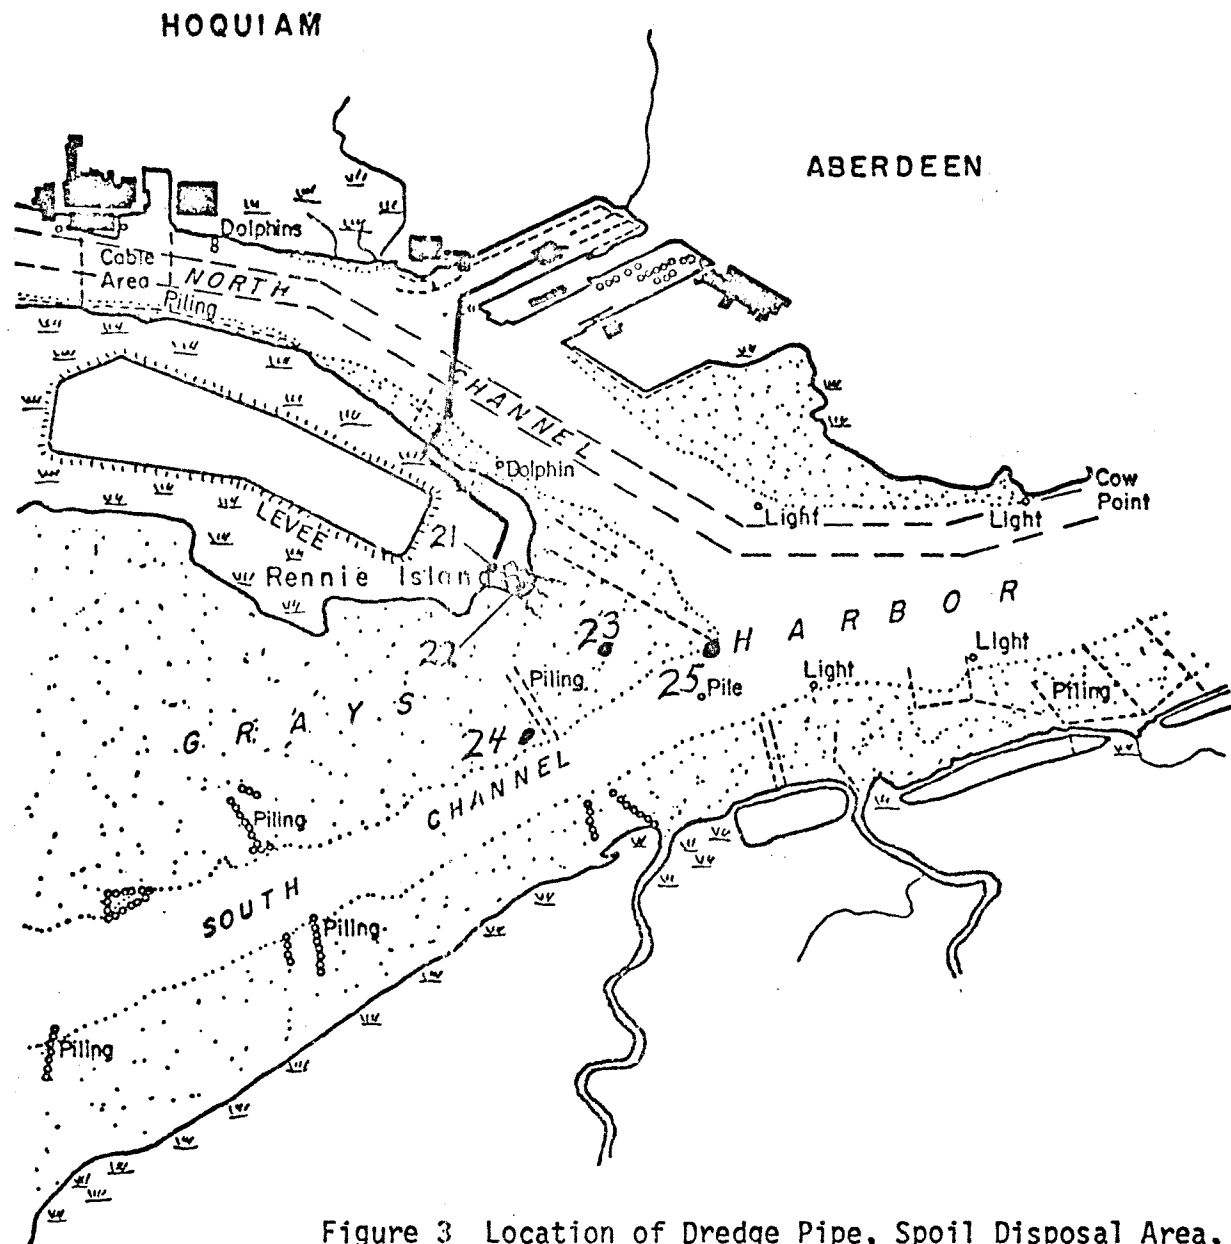 HOQUIAM
ABERDEEN
Dolphins
Cable
Area
NORTH
Piling
CHANNEL
Dolphin
Cow
Point
Light
Light
LEVEE
21
Rennie Island
HARBOR
22
23
Light
Piling
25
Pile
Light
Piling
GRAYS
24
CHANNEL
Piling
SOUTH
Piling
Piling
Figure 3 Location of Dredge Pipe, Spoil Disposal Area,